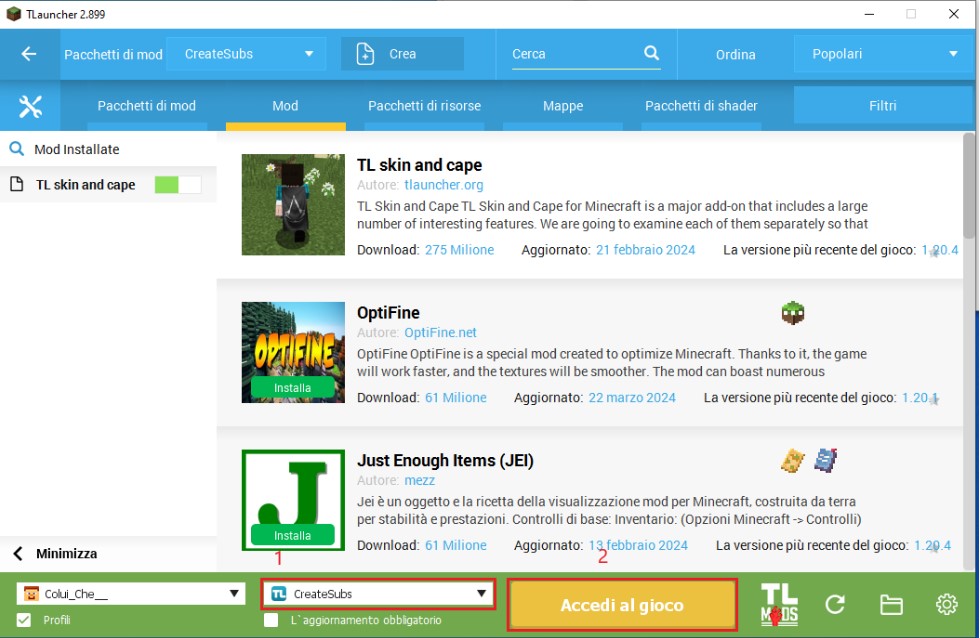 TLauncher 2.899
Pacchetti di mod CreateSubs Crea Cerca Ordina Popolari
Pacchetti di mod Mod Pacchetti di risorse Mappe Pacchetti di shader Filtri
Mod Installate
TL skin and cape
TL skin and cape
Autore: tlauncher.org
TL Skin and Cape TL Skin and Cape for Minecraft is a major add-on that includes a large
number of interesting features. We are going to examine each of them separately so that
Download: 275 Milione Aggiornato: 21 febbraio 2024 La versione più recente del gioco: 1.20.4
OPTIFINE
Installa
OptiFine
Autore: OptiFine.net
OptiFine OptiFine is a special mod created to optimize Minecraft. Thanks to it, the game
will work faster, and the textures will be smoother. The mod can boast numerous
Download: 61 Milione Aggiornato: 22 marzo 2024 La versione più recente del gioco: 1.20.1
J
Installa
Just Enough Items (JEI)
Autore: mezz
Jei è un oggetto e la ricetta della visualizzazione mod per Minecraft, costruita da terra
per stabilità e prestazioni. Controlli di base: Inventario: (Opzioni Minecraft -> Controlli)
Download: 61 Milione Aggiornato: 13 febbraio 2024 La versione più recente del gioco: 1.20.4
Minimizza
1 2
Colui_Che__ TL CreateSubs Accedi al gioco TL
MODS
Profili L`aggiornamento obbligatorio